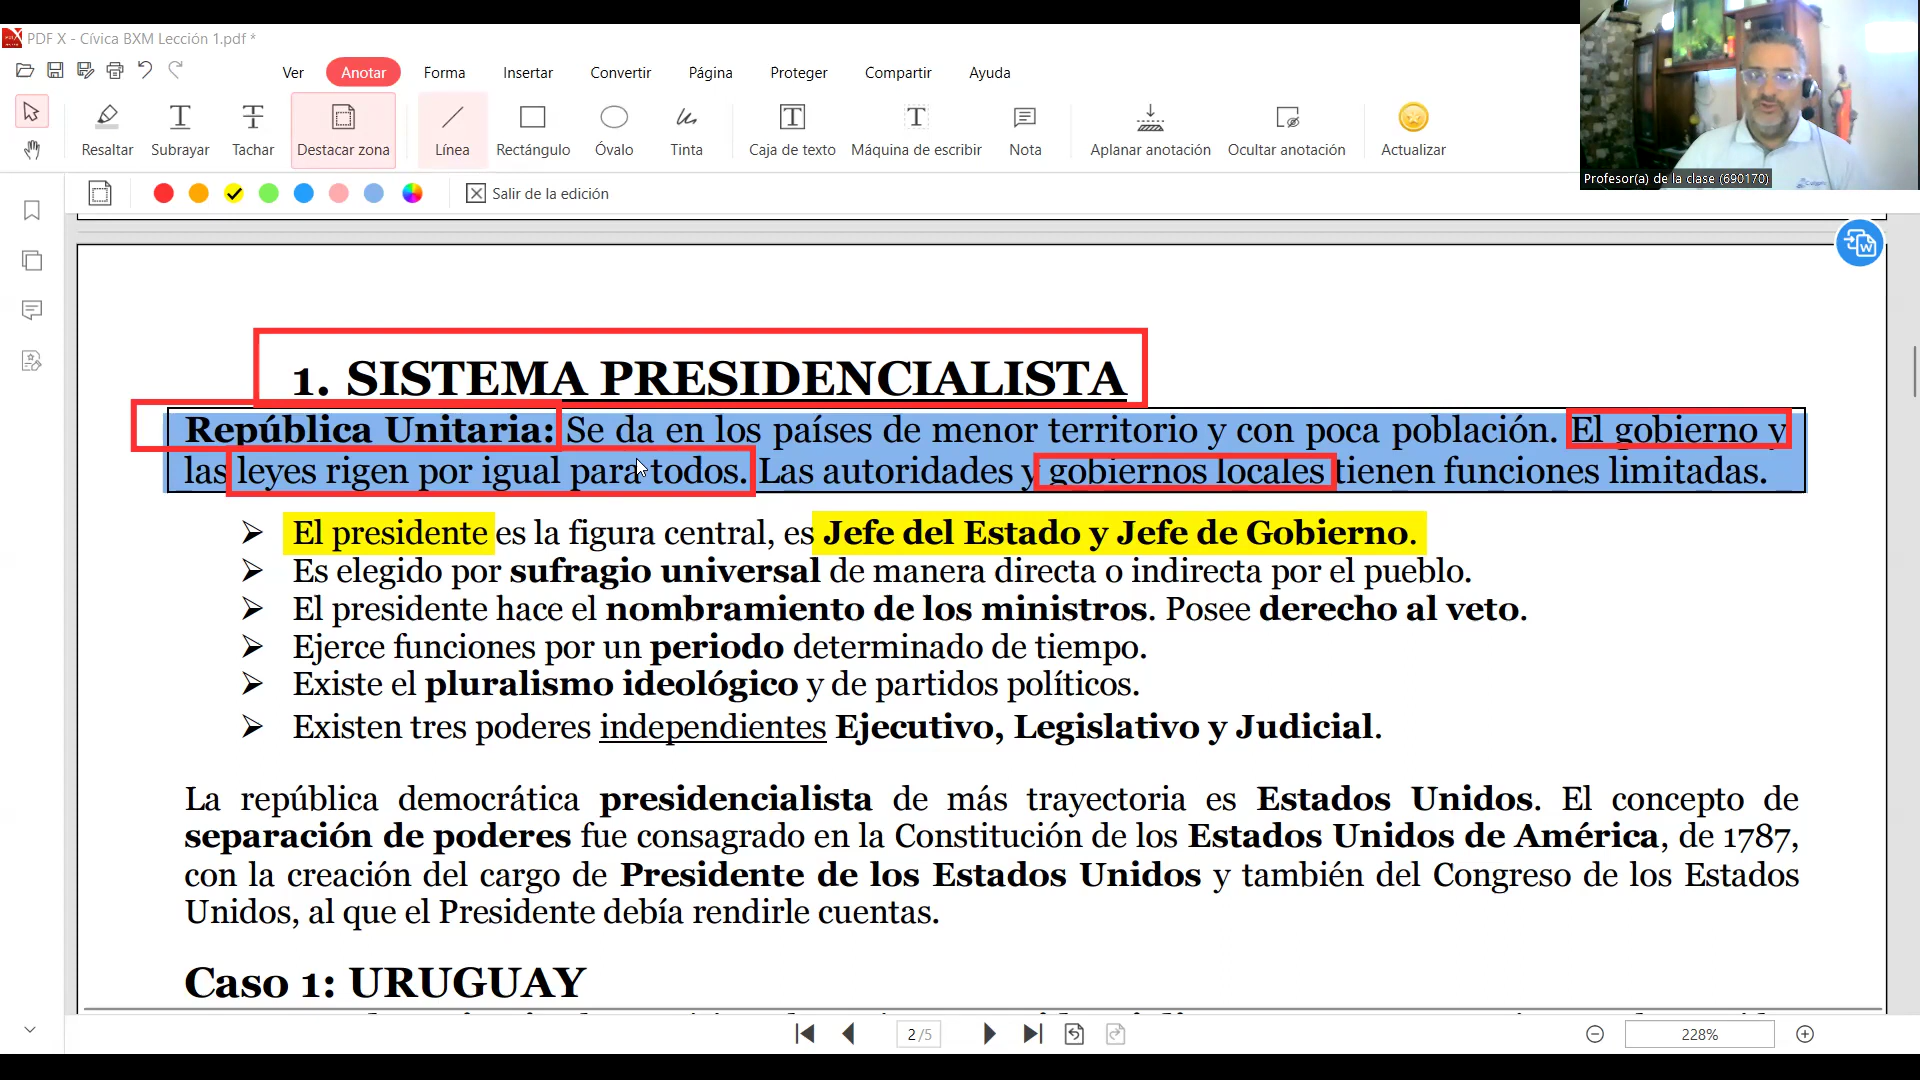 PDF X - Cívica BXM Lección 1.pdf *
Ver Anotar Forma Insertar Convertir Página Proteger Compartir Ayuda
Resaltar Subrayar Tachar Destacar zona Línea Rectángulo Óvalo Tinta Caja de texto Máquina de escribir Nota Aplanar anotación Ocultar anotación Actualizar
Profesor(a) de la clase (690170)
Salir de la edición
1. SISTEMA PRESIDENCIALISTA
República Unitaria: Se da en los países de menor territorio y con poca población. El gobierno y
las leyes rigen por igual para todos. Las autoridades y gobiernos locales tienen funciones limitadas.
➢ El presidente es la figura central, es Jefe del Estado y Jefe de Gobierno.
➢ Es elegido por sufragio universal de manera directa o indirecta por el pueblo.
➢ El presidente hace el nombramiento de los ministros. Posee derecho al veto.
➢ Ejerce funciones por un periodo determinado de tiempo.
➢ Existe el pluralismo ideológico y de partidos políticos.
➢ Existen tres poderes independientes Ejecutivo, Legislativo y Judicial.
La república democrática presidencialista de más trayectoria es Estados Unidos. El concepto de
separación de poderes fue consagrado en la Constitución de los Estados Unidos de América, de 1787,
con la creación del cargo de Presidente de los Estados Unidos y también del Congreso de los Estados
Unidos, al que el Presidente debía rendirle cuentas.
Caso 1: URUGUAY
2 /5
228%